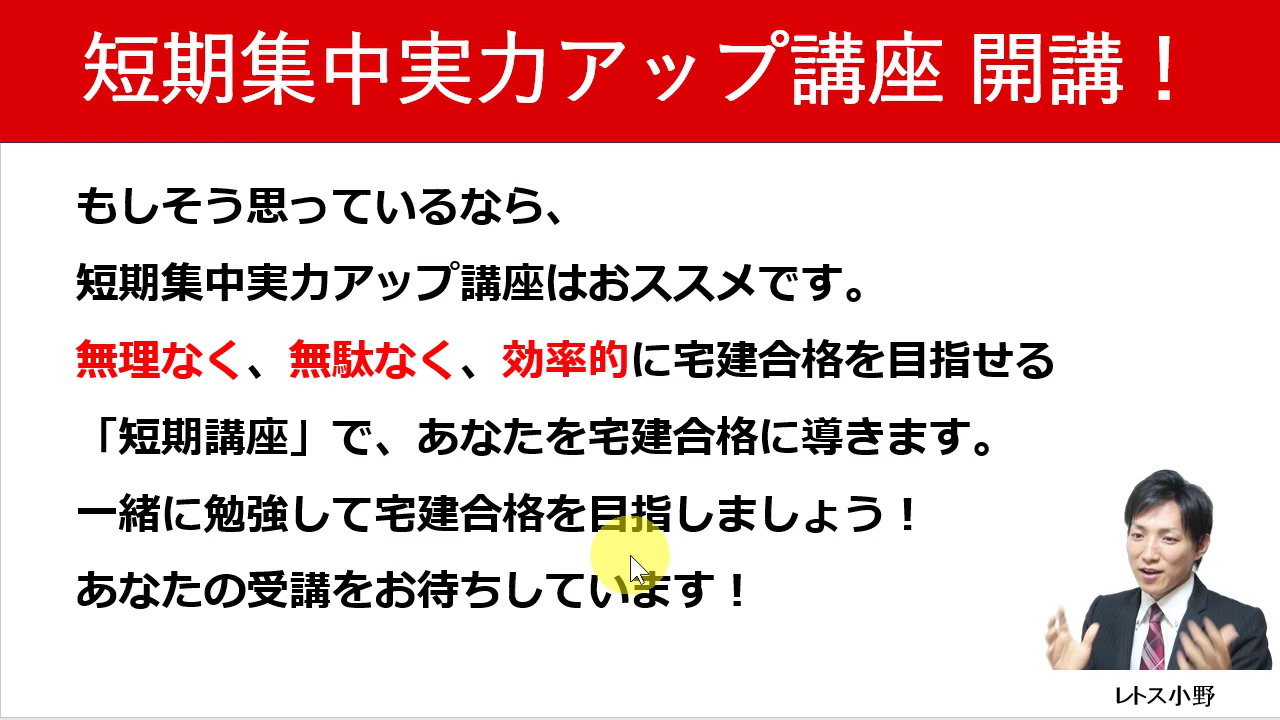 短期集中実力アップ講座 開講！
もしそう思っているなら、
短期集中実力アップ講座はおススメです。
無理なく、無駄なく、効率的に宅建合格を目指せる
「短期講座」で、あなたを宅建合格に導きます。
一緒に勉強して宅建合格を目指しましょう！
あなたの受講をお待ちしています！
レトス小野